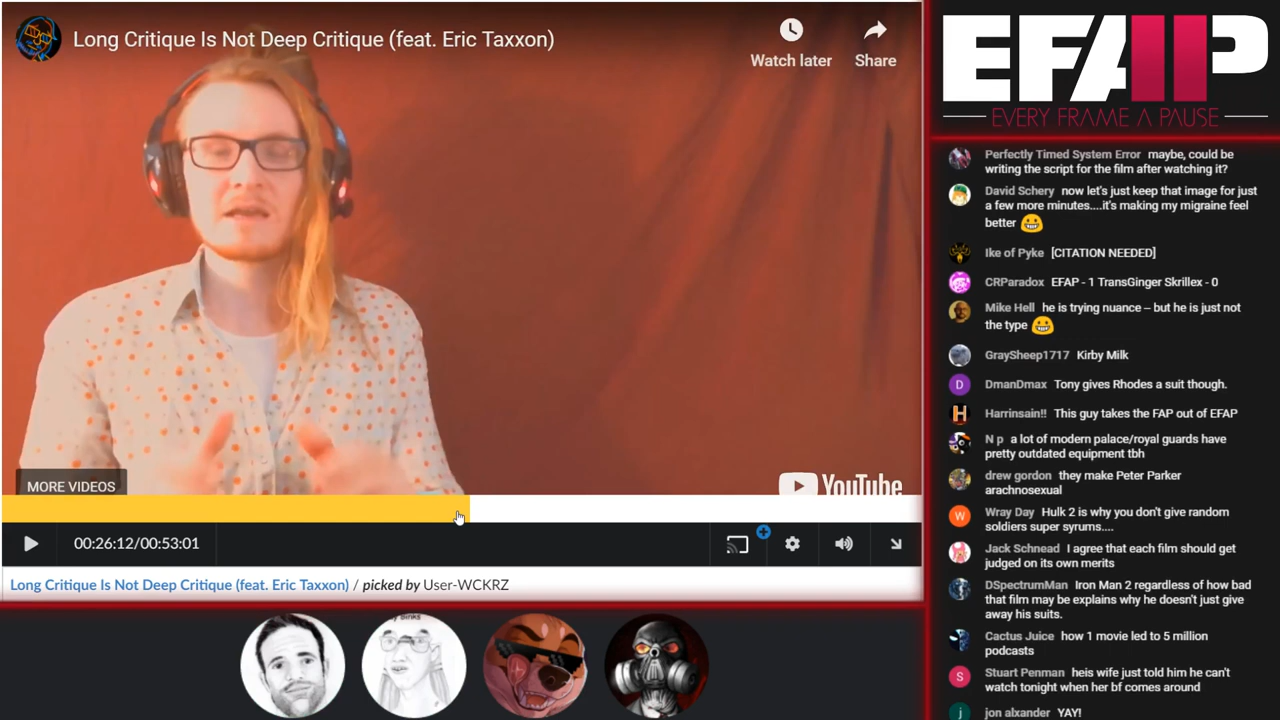 Long Critique Is Not Deep Critique (feat. Eric Taxxon)
Watch later
Share
MORE VIDEOS
YouTube
00:26:12/00:53:01
Long Critique Is Not Deep Critique (feat. Eric Taxxon) / picked by User-WCKRZ
EFAP
EVERY FRAME A PAUSE
Perfectly Timed System Error maybe, could be
writing the script for the film after watching it?
David Schery now let's just keep that image for just
a few more minutes....it's making my migraine feel
better
Ike of Pyke [CITATION NEEDED]
CRParadox EFAP - 1 TransGinger Skrillex - 0
Mike Hell he is trying nuance – but he is just not
the type
GraySheep1717 Kirby Milk
D
DmanDmax Tony gives Rhodes a suit though.
H
Harrinsain!! This guy takes the FAP out of EFAP
N p a lot of modern palace/royal guards have
pretty outdated equipment tbh
drew gordon they make Peter Parker
arachnosexual
W
Wray Day Hulk 2 is why you don't give random
soldiers super syrums....
Jack Schnead I agree that each film should get
judged on its own merits
DSpectrumMan Iron Man 2 regardless of how bad
that film may be explains why he doesn't just give
away his suits.
Cactus Juice how 1 movie led to 5 million
podcasts
S
Stuart Penman heis wife just told him he can't
watch tonight when her bf comes around
j
jon alxander YAY!